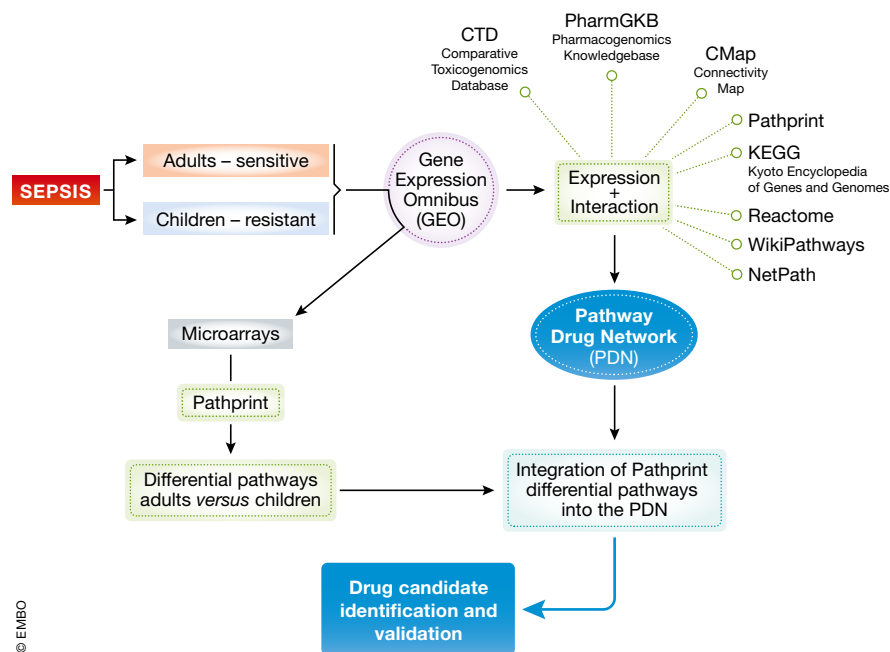 CTD
Comparative
Toxicogenomics
Database
PharmGKB
Pharmacogenomics
Knowledgebase
CMap
Connectivity
Map
Pathprint
KEGG
Kyoto Encyclopedia
of Genes and Genomes
Reactome
WikiPathways
NetPath
SEPSIS
Adults – sensitive
Children – resistant
Gene
Expression
Omnibus
(GEO)
Expression
+
Interaction
Microarrays
Pathprint
Differential pathways
adults versus children
Pathway
Drug Network
(PDN)
Integration of Pathprint
differential pathways
into the PDN
Drug candidate
identification and
validation
© EMBO